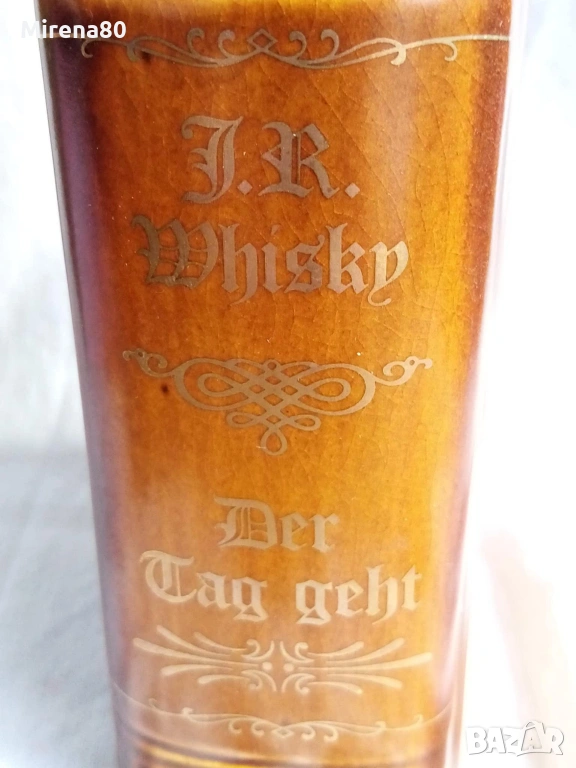 Mirena80
J.R.
Whisky
Der
Tag geht
BAZAR